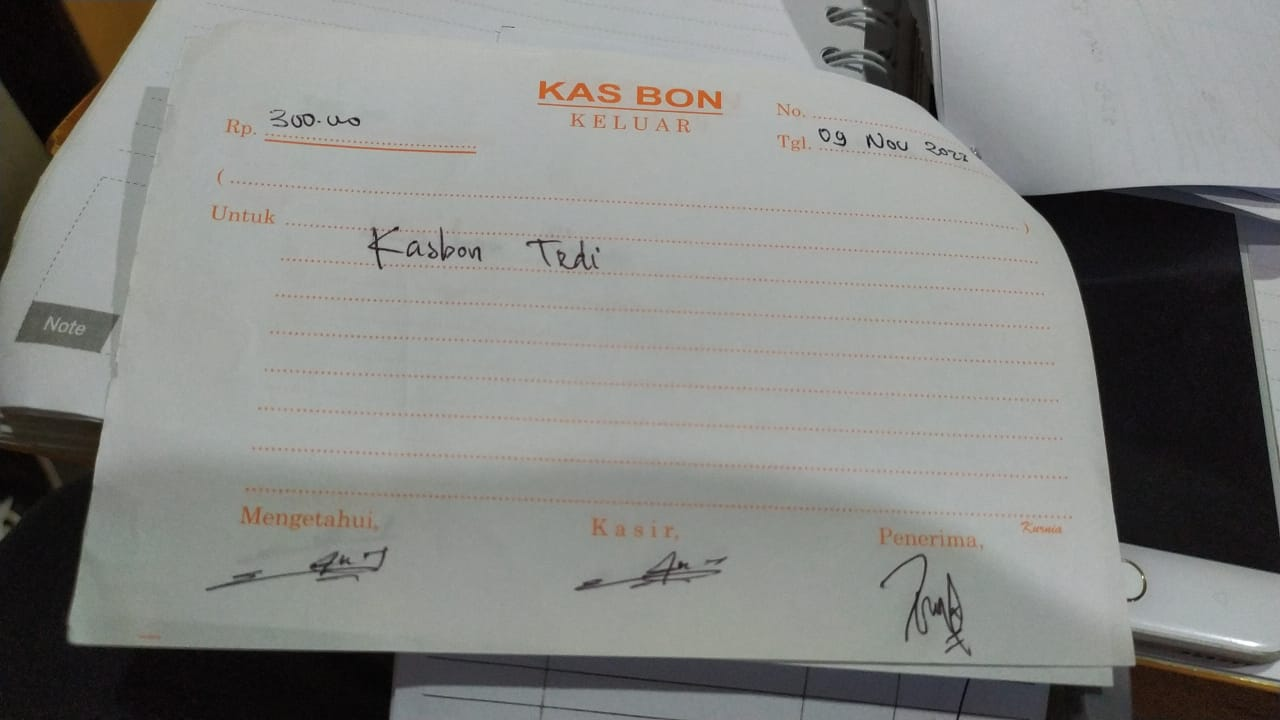 KAS BON
KELUAR
No.
Rp. 300.000
Tgl. 09 Nov 2022
( )
Untuk
Kasbon Tedi
Note
Mengetahui,
Kasir,
Penerima,
Kurnia